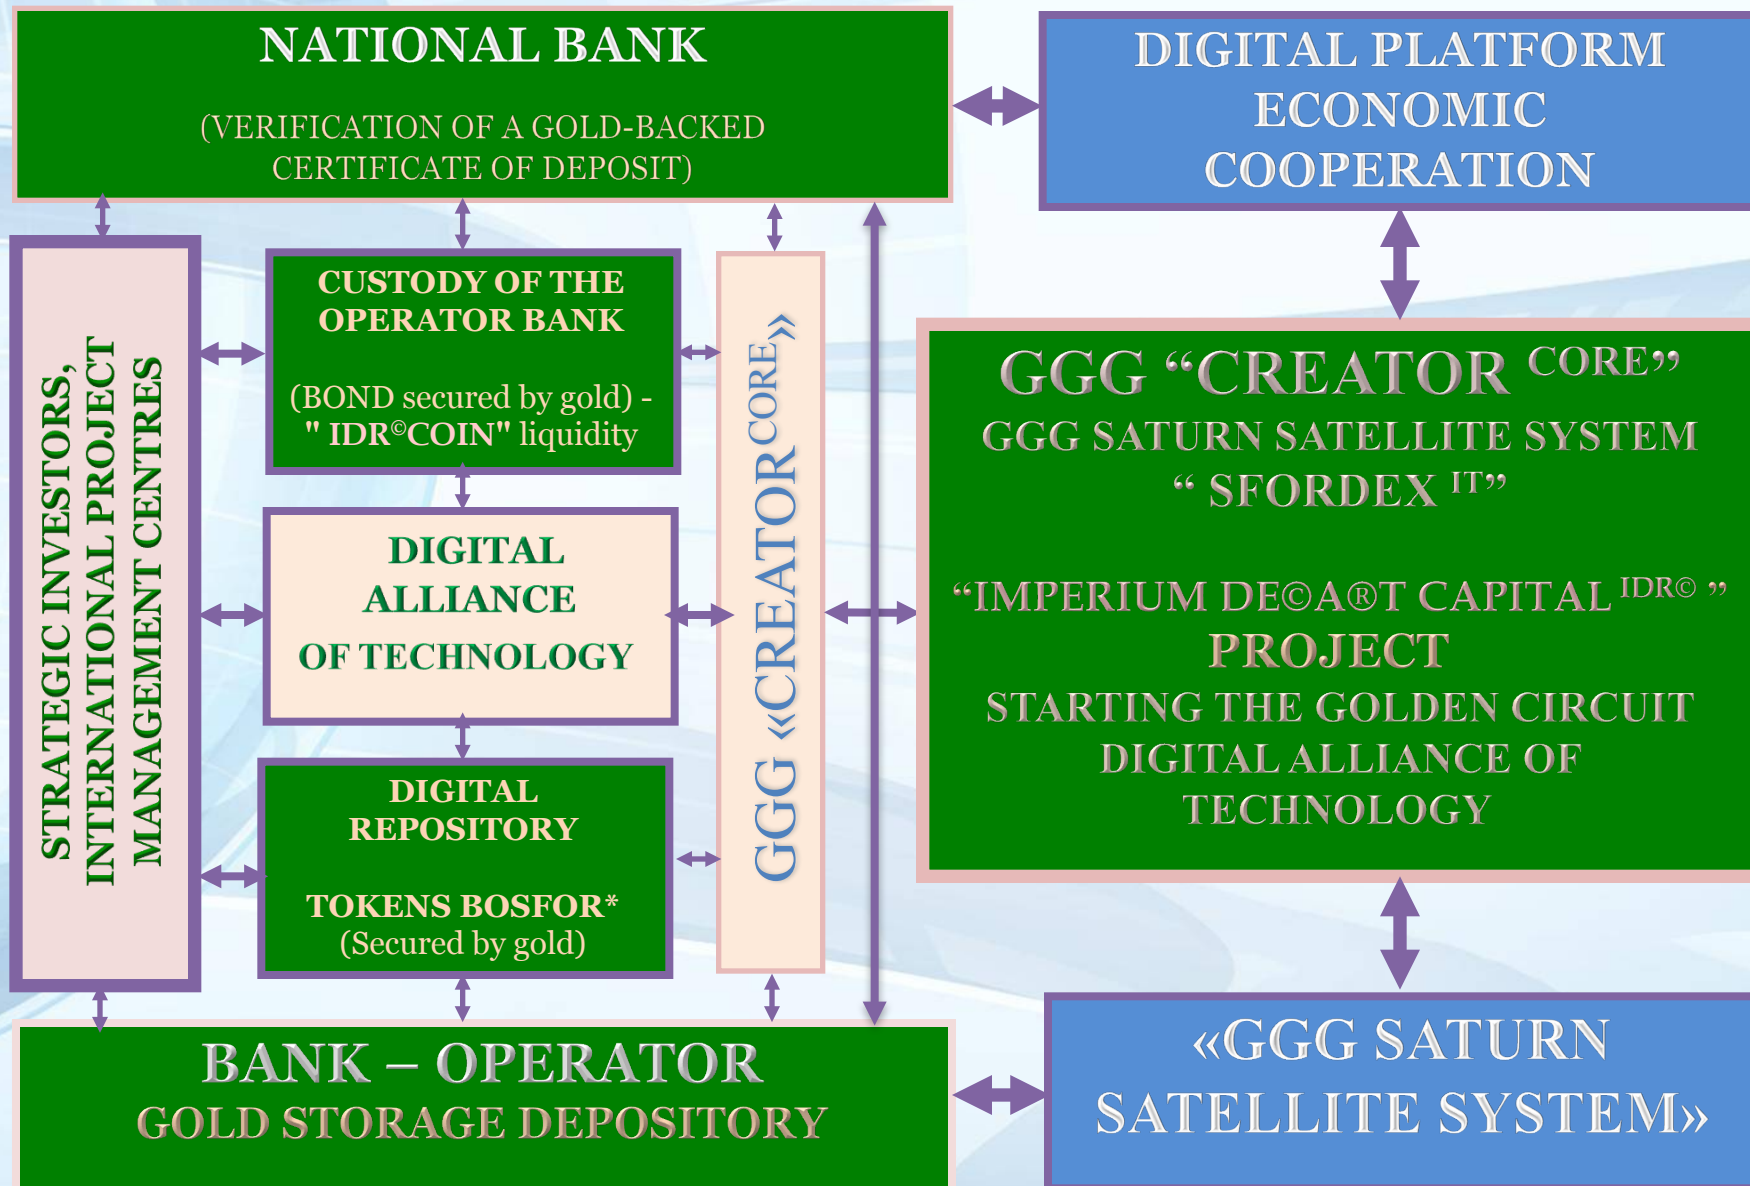 NATIONAL BANK
(VERIFICATION OF A GOLD-BACKED
CERTIFICATE OF DEPOSIT)
DIGITAL PLATFORM
ECONOMIC
COOPERATION
STRATEGIC INVESTORS,
INTERNATIONAL PROJECT
MANAGEMENT CENTRES
CUSTODY OF THE
OPERATOR BANK
(BOND secured by gold) -
" IDR©COIN" liquidity
DIGITAL
ALLIANCE
OF TECHNOLOGY
DIGITAL
REPOSITORY
TOKENS BOSFOR*
(Secured by gold)
GGG «CREATOR CORE»
GGG “CREATOR CORE”
GGG SATURN SATELLITE SYSTEM
“ SFORDEX IT”
“IMPERIUM DE©A®T CAPITAL IDR© ”
PROJECT
STARTING THE GOLDEN CIRCUIT
DIGITAL ALLIANCE OF
TECHNOLOGY
BANK – OPERATOR
GOLD STORAGE DEPOSITORY
«GGG SATURN
SATELLITE SYSTEM»